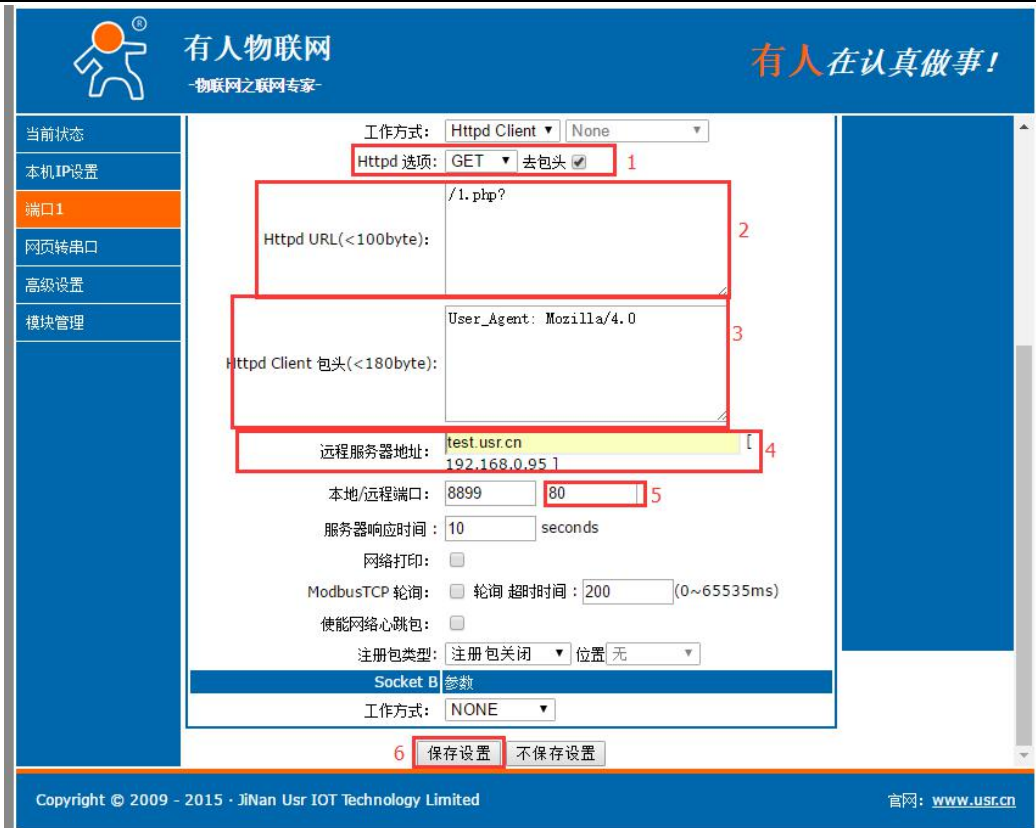 ®
有人物联网
-物联网之联网专家-
有人在认真做事!
当前状态
本机IP设置
端口1
网页转串口
高级设置
模块管理
工作方式: Httpd Client None
Httpd 选项: GET 去包头 1
Httpd URL(<100byte): /1.php? 2
Httpd Client 包头(<180byte): User_Agent: Mozilla/4.0 3
远程服务器地址: test.usr.cn [
192.168.0.95 ] 4
本地/远程端口: 8899 80 5
服务器响应时间 : 10 seconds
网络打印:
ModbusTCP 轮询: 轮询 超时时间 : 200 (0~65535ms)
使能网络心跳包:
注册包类型: 注册包关闭 位置 无
Socket B 参数
工作方式: NONE
6 保存设置 不保存设置
Copyright © 2009 - 2015 · JiNan Usr IOT Technology Limited
官网: www.usr.cn